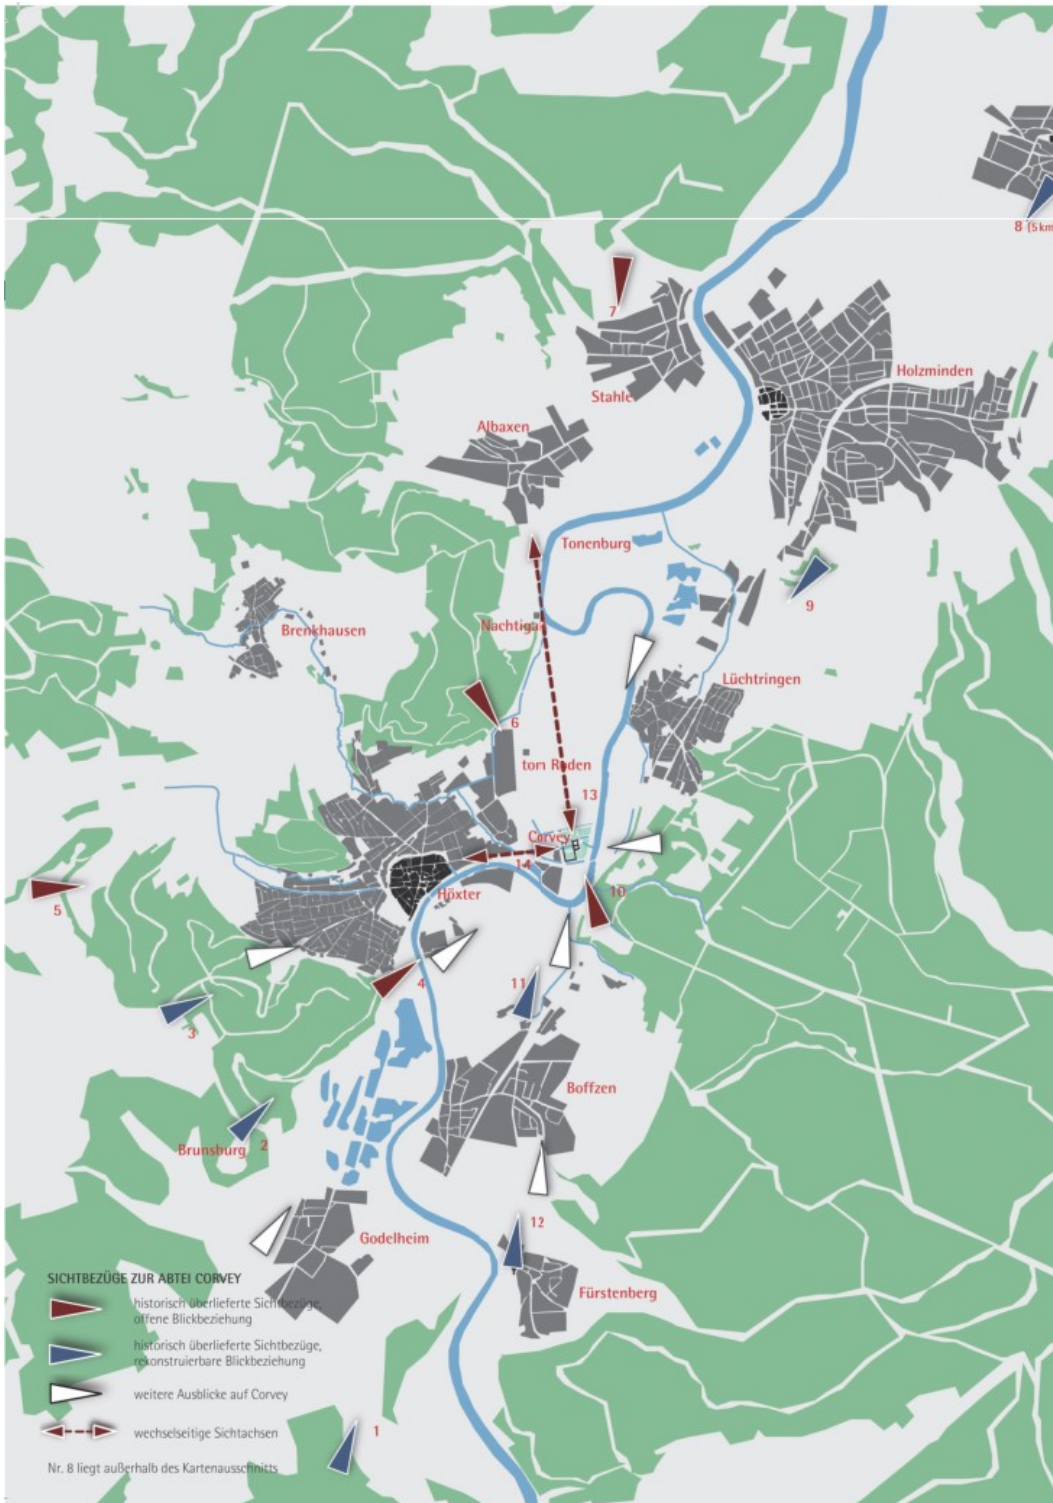 8 (5 km
7
Holzminden
Stahle
Albaxen
Tonenburg
9
Brenkhausen
Lüchtringen
6
13
Corvey
14
Höxter
10
5
4
11
3
Boffzen
Brunsburg 2
12
Godelheim
Fürstenberg
SICHTBEZÜGE ZUR ABTEI CORVEY
historisch überlieferte Sichtbezüge,
offene Blickbeziehung
historisch überlieferte Sichtbezüge,
rekonstruierbare Blickbeziehung
weitere Ausblicke auf Corvey
wechselseitige Sichtachsen
1
Nr. 8 liegt außerhalb des Kartenausschnitts